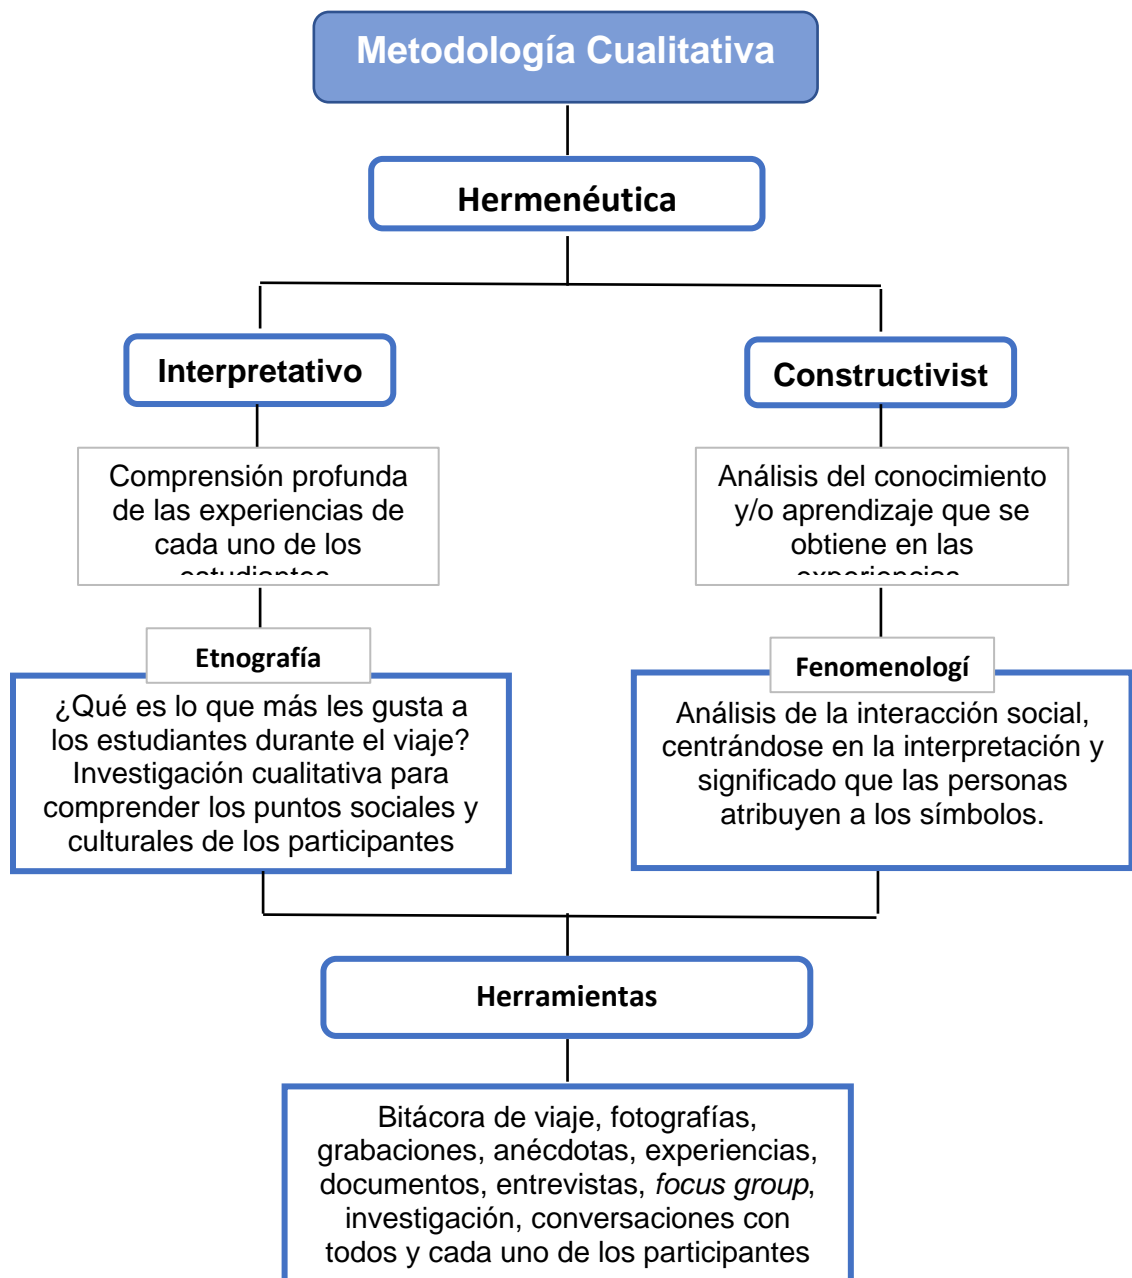 Metodología Cualitativa
Hermenéutica
Interpretativo
Constructivist
Comprensión profunda
de las experiencias de
cada uno de los
estudiantes
Análisis del conocimiento
y/o aprendizaje que se
obtiene en las
experiencias
Etnografía
¿Qué es lo que más les gusta a
los estudiantes durante el viaje?
Investigación cualitativa para
comprender los puntos sociales y
culturales de los participantes
Fenomenologí
Análisis de la interacción social,
centrándose en la interpretación y
significado que las personas
atribuyen a los símbolos.
Herramientas
Bitácora de viaje, fotografías,
grabaciones, anécdotas, experiencias,
documentos, entrevistas, focus group,
investigación, conversaciones con
todos y cada uno de los participantes